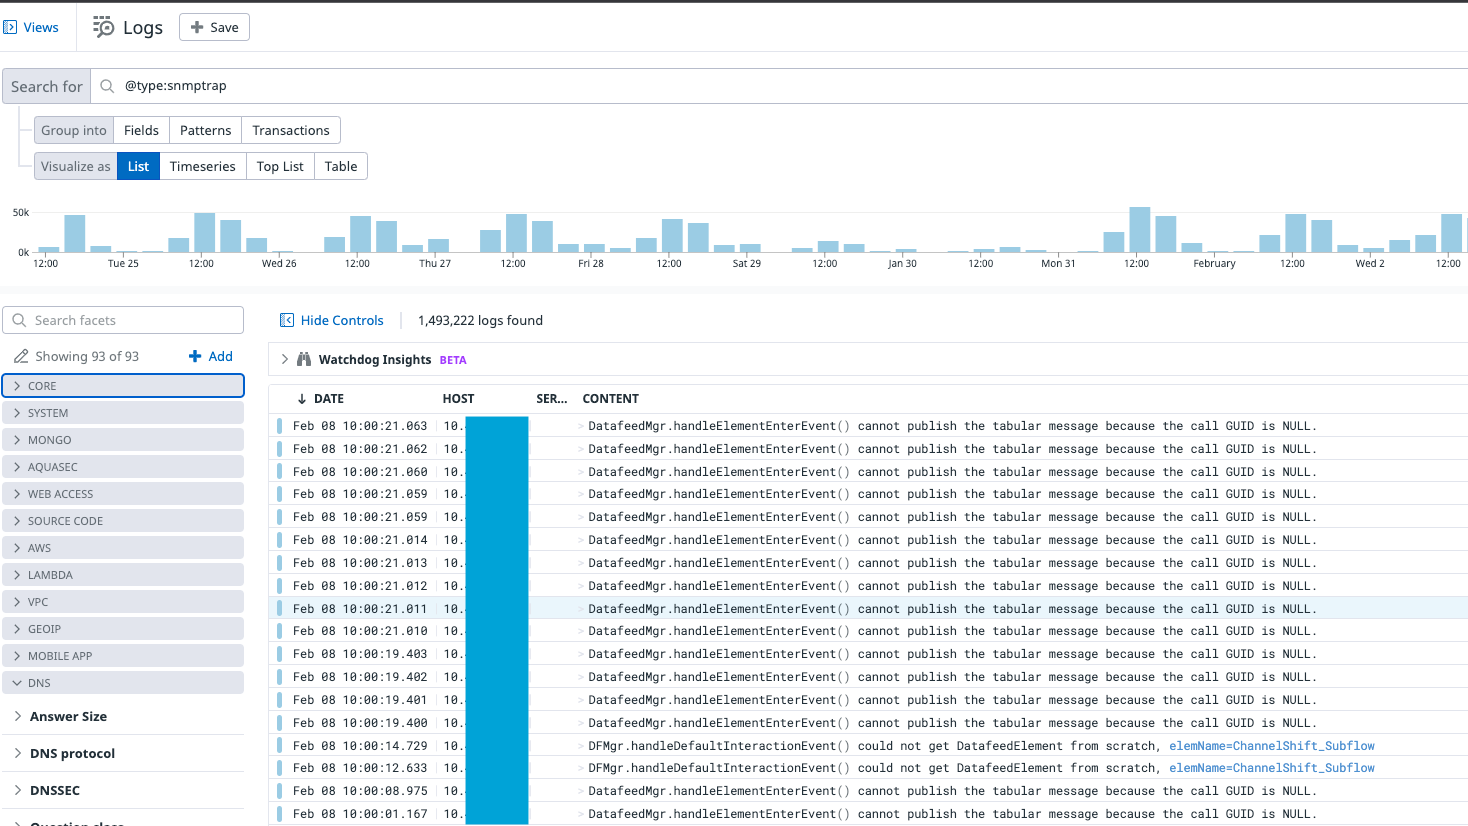 Views
Logs
Save
Search for @type:snmptrap
Group into Fields Patterns Transactions
Visualize as List Timeseries Top List Table
50k
0k
12:00 Tue 25 12:00 Wed 26 12:00 Thu 27 12:00 Fri 28 12:00 Sat 29 12:00 Jan 30 12:00 Mon 31 12:00 February 12:00 Wed 2 12:00
Search facets
Showing 93 of 93 Add
CORE
SYSTEM
MONGO
AQUASEC
WEB ACCESS
SOURCE CODE
AWS
LAMBDA
VPC
GEOIP
MOBILE APP
DNS
Answer Size
DNS protocol
DNSSEC
Hide Controls 1,493,222 logs found
Watchdog Insights BETA
DATE HOST SER... CONTENT
Feb 08 10:00:21.063 10. DatafeedMgr.handleElementEnterEvent() cannot publish the tabular message because the call GUID is NULL.
Feb 08 10:00:21.062 10. DatafeedMgr.handleElementEnterEvent() cannot publish the tabular message because the call GUID is NULL.
Feb 08 10:00:21.060 10. DatafeedMgr.handleElementEnterEvent() cannot publish the tabular message because the call GUID is NULL.
Feb 08 10:00:21.059 10. DatafeedMgr.handleElementEnterEvent() cannot publish the tabular message because the call GUID is NULL.
Feb 08 10:00:21.059 10. DatafeedMgr.handleElementEnterEvent() cannot publish the tabular message because the call GUID is NULL.
Feb 08 10:00:21.014 10. DatafeedMgr.handleElementEnterEvent() cannot publish the tabular message because the call GUID is NULL.
Feb 08 10:00:21.013 10. DatafeedMgr.handleElementEnterEvent() cannot publish the tabular message because the call GUID is NULL.
Feb 08 10:00:21.012 10. DatafeedMgr.handleElementEnterEvent() cannot publish the tabular message because the call GUID is NULL.
Feb 08 10:00:21.011 10. DatafeedMgr.handleElementEnterEvent() cannot publish the tabular message because the call GUID is NULL.
Feb 08 10:00:21.010 10. DatafeedMgr.handleElementEnterEvent() cannot publish the tabular message because the call GUID is NULL.
Feb 08 10:00:19.403 10. DatafeedMgr.handleElementEnterEvent() cannot publish the tabular message because the call GUID is NULL.
Feb 08 10:00:19.402 10. DatafeedMgr.handleElementEnterEvent() cannot publish the tabular message because the call GUID is NULL.
Feb 08 10:00:19.401 10. DatafeedMgr.handleElementEnterEvent() cannot publish the tabular message because the call GUID is NULL.
Feb 08 10:00:19.400 10. DatafeedMgr.handleElementEnterEvent() cannot publish the tabular message because the call GUID is NULL.
Feb 08 10:00:14.729 10. DFMgr.handleDefaultInteractionEvent() could not get DatafeedElement from scratch, elemName=ChannelShift_Subflow
Feb 08 10:00:12.633 10. DFMgr.handleDefaultInteractionEvent() could not get DatafeedElement from scratch, elemName=ChannelShift_Subflow
Feb 08 10:00:08.975 10. DatafeedMgr.handleElementEnterEvent() cannot publish the tabular message because the call GUID is NULL.
Feb 08 10:00:01.167 10. DatafeedMgr.handleElementEnterEvent() cannot publish the tabular message because the call GUID is NULL.